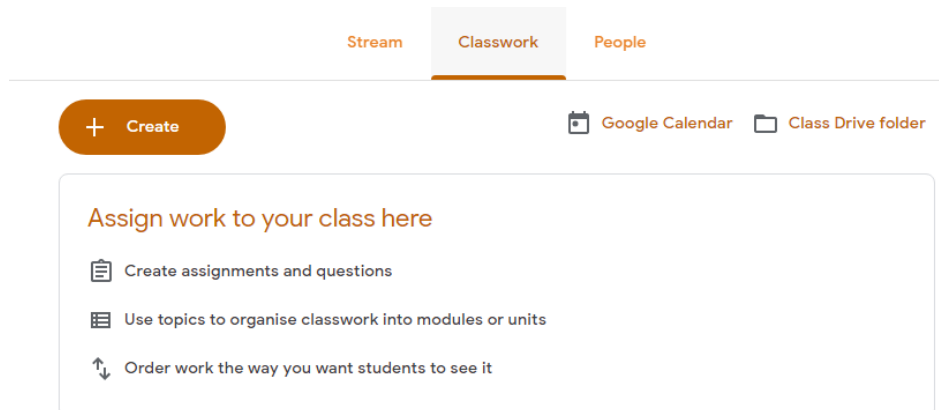 Stream Classwork People
+ Create Google Calendar Class Drive folder
Assign work to your class here
Create assignments and questions
Use topics to organise classwork into modules or units
Order work the way you want students to see it